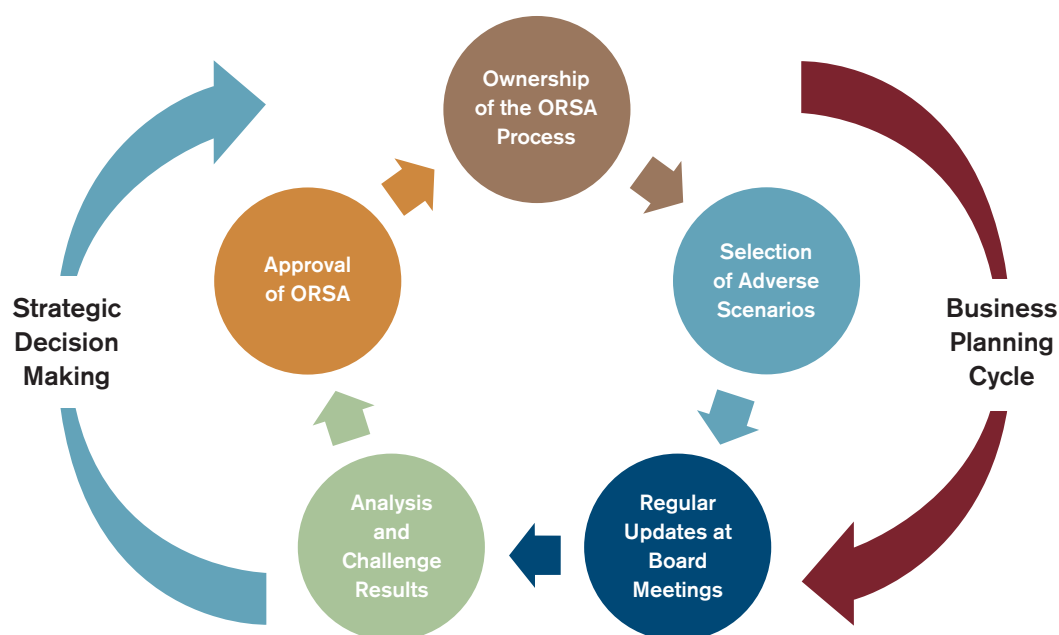 Ownership
of the ORSA
Process
Selection
of Adverse
Scenarios
Regular
Updates at
Board
Meetings
Analysis
and
Challenge
Results
Approval
of ORSA
Strategic
Decision
Making
Business
Planning
Cycle